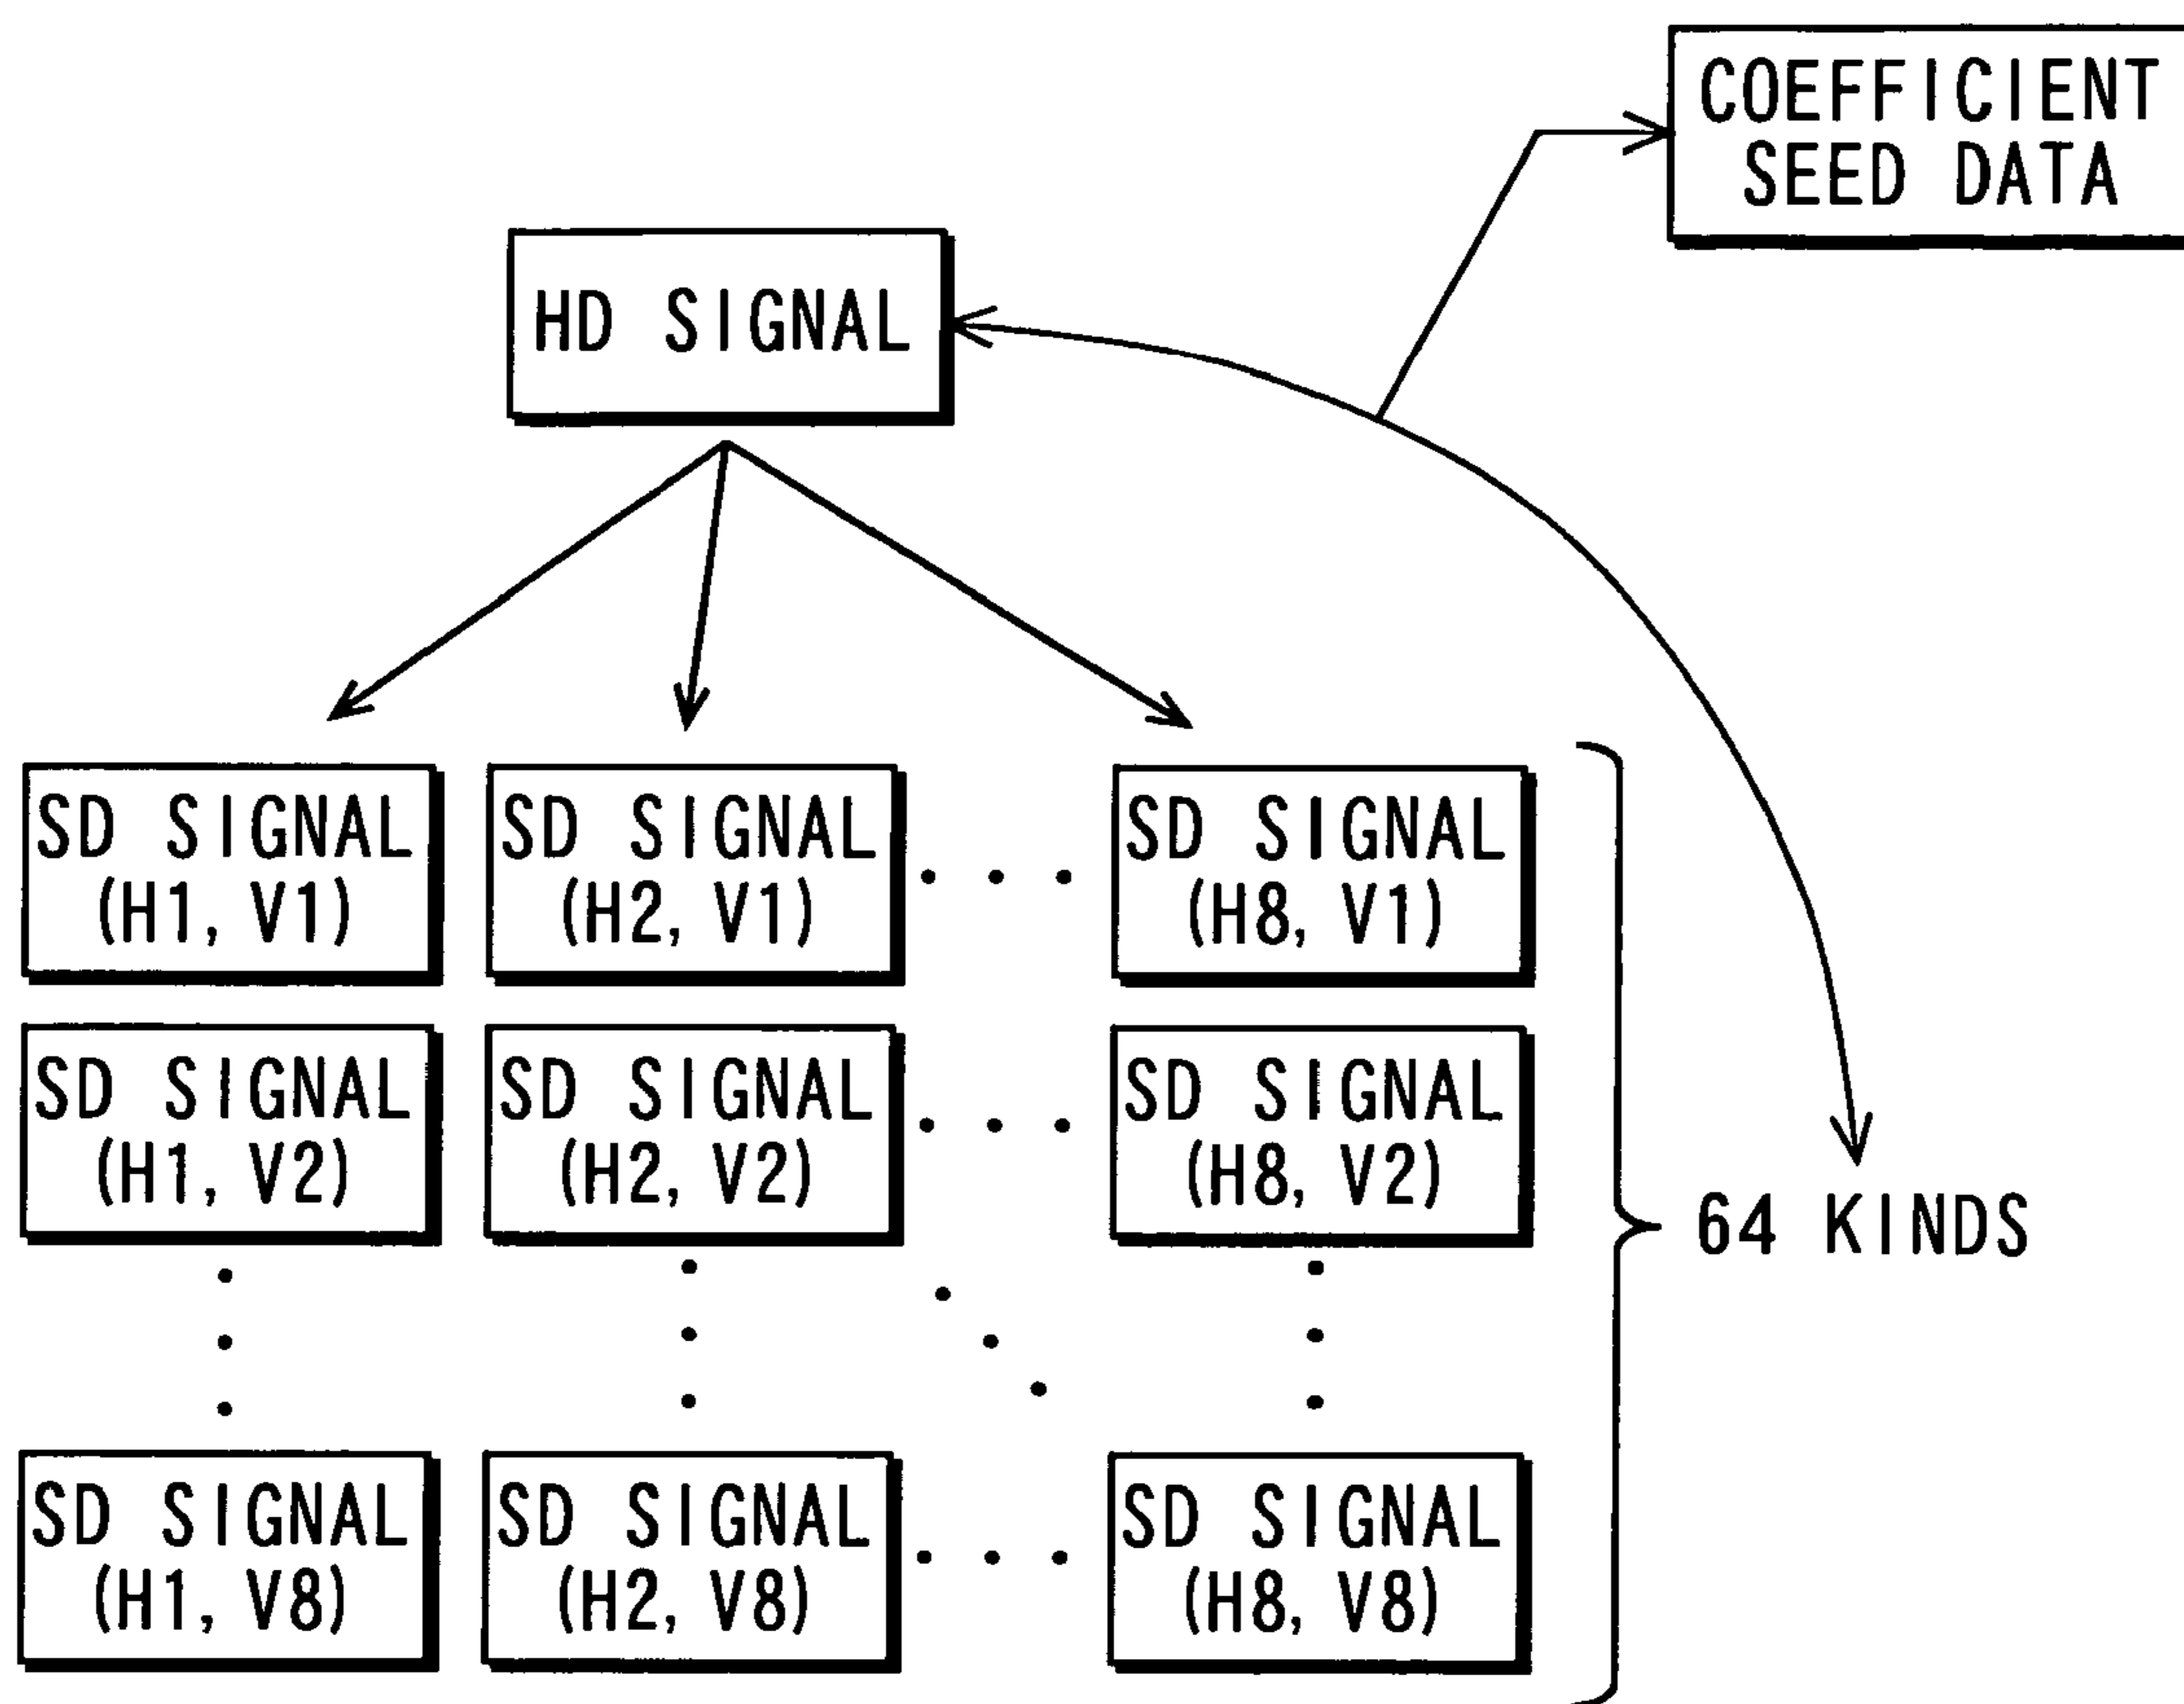 COEFFICIENT
SEED DATA
HD SIGNAL
SD SIGNAL
(H1, V1)
SD SIGNAL
(H2, V1)
SD SIGNAL
(H8, V1)
SD SIGNAL
(H1, V2)
SD SIGNAL
(H2, V2)
SD SIGNAL
(H8, V2)
64 KINDS
SD SIGNAL
(H1, V8)
SD SIGNAL
(H2, V8)
SD SIGNAL
(H8, V8)